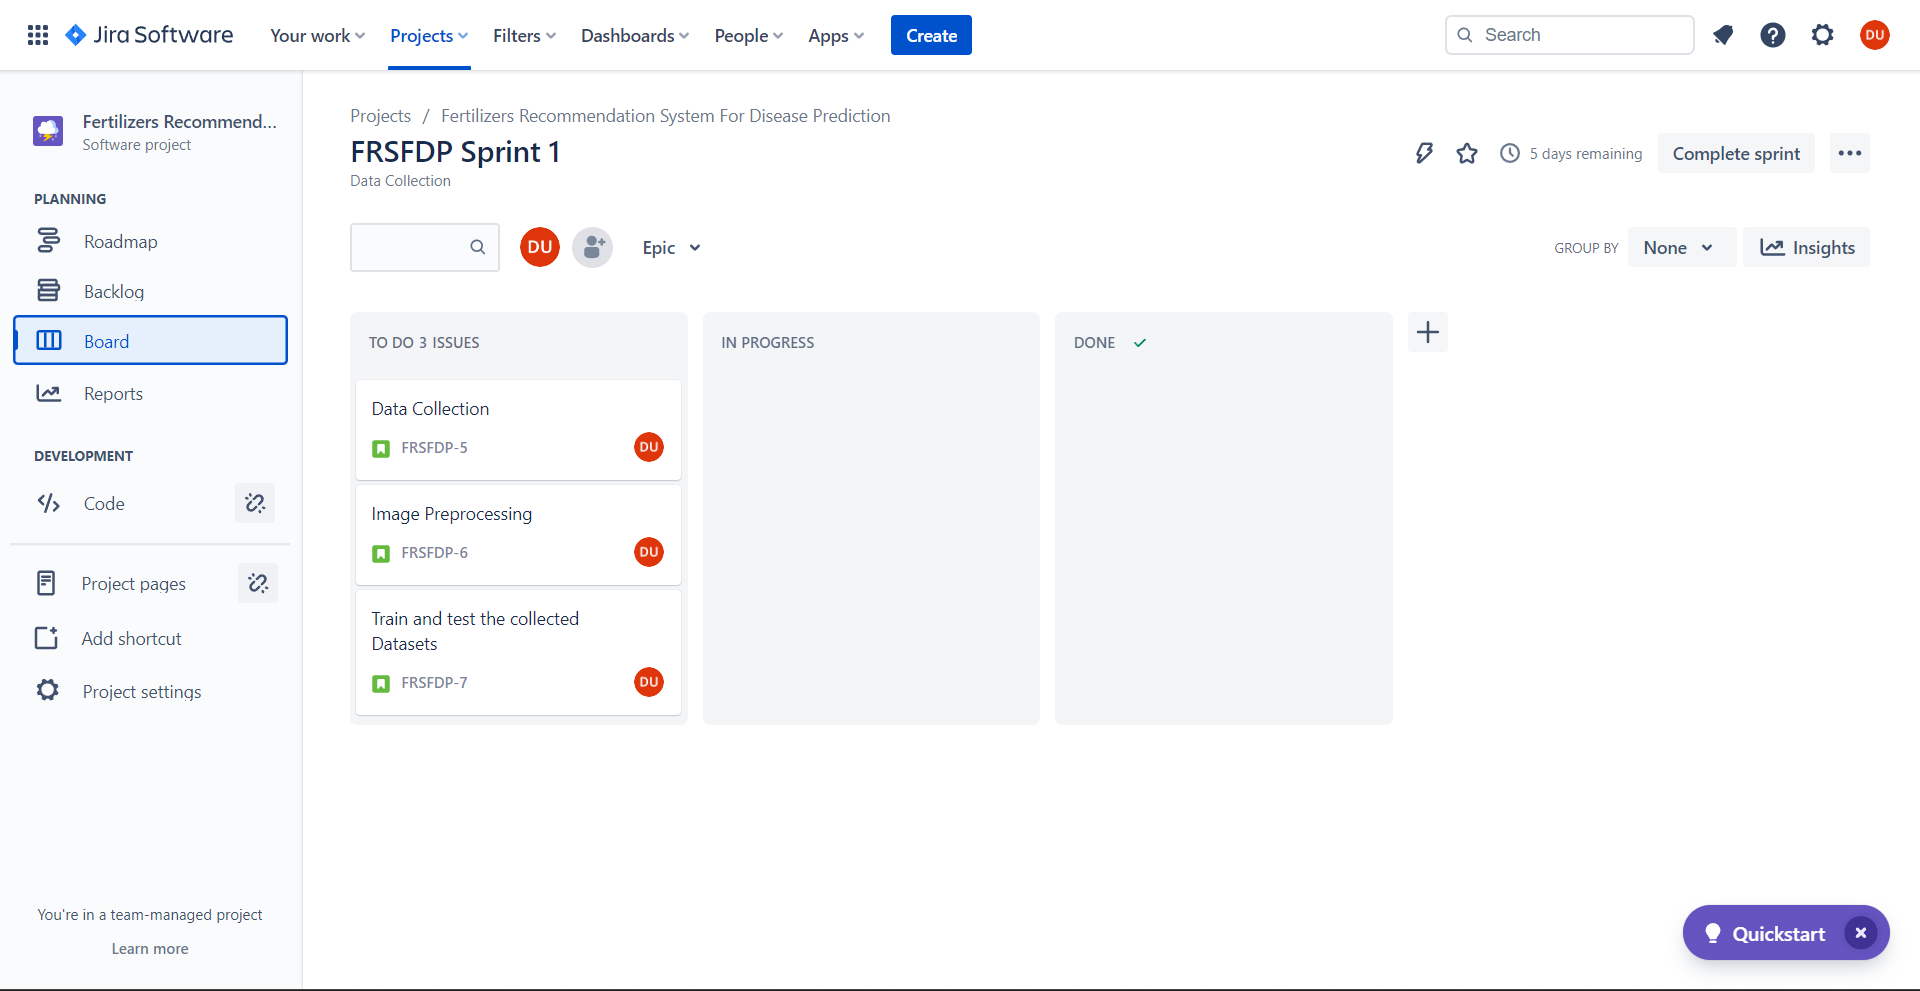 Jira Software
Your work
Projects
Filters
Dashboards
People
Apps
Create
Search
DU
Fertilizers Recommend...
Software project
PLANNING
Roadmap
Backlog
Board
Reports
DEVELOPMENT
Code
Project pages
Add shortcut
Project settings
You're in a team-managed project
Learn more
Projects / Fertilizers Recommendation System For Disease Prediction
FRSFDP Sprint 1
Data Collection
5 days remaining
Complete sprint
DU
Epic
GROUP BY
None
Insights
TO DO 3 ISSUES
Data Collection
FRSFDP-5
DU
Image Preprocessing
FRSFDP-6
DU
Train and test the collected
Datasets
FRSFDP-7
DU
IN PROGRESS
DONE
Quickstart